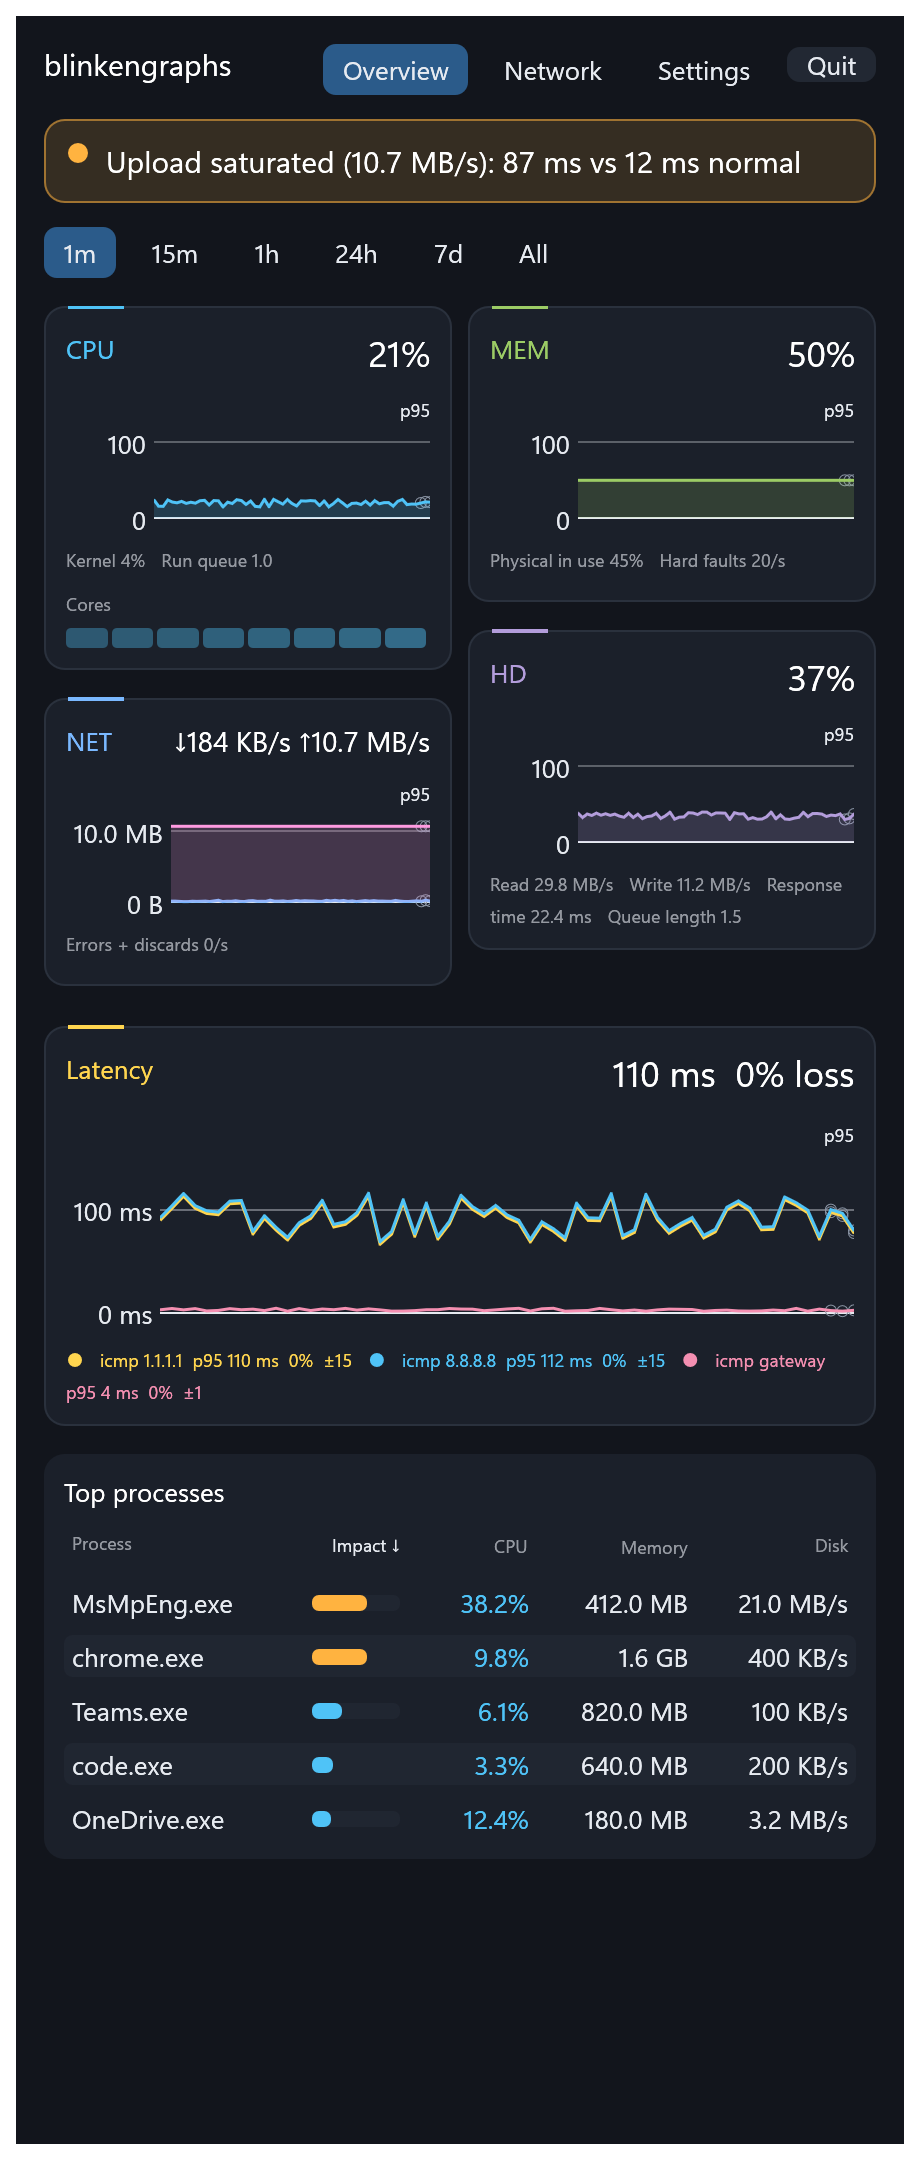 blinkengraphs Overview Network Settings Quit
Upload saturated (10.7 MB/s): 87 ms vs 12 ms normal
1m 15m 1h 24h 7d All
CPU 21%
p95
100
0
Kernel 4% Run queue 1.0
Cores
MEM 50%
p95
100
0
Physical in use 45% Hard faults 20/s
NET ↓184 KB/s ↑10.7 MB/s
p95
10.0 MB
0 B
Errors + discards 0/s
HD 37%
p95
100
0
Read 29.8 MB/s Write 11.2 MB/s Response
time 22.4 ms Queue length 1.5
Latency 110 ms 0% loss
p95
100 ms
0 ms
icmp 1.1.1.1 p95 110 ms 0% ±15 icmp 8.8.8.8 p95 112 ms 0% ±15 icmp gateway
p95 4 ms 0% ±1
Top processes
Process Impact ↓ CPU Memory Disk
MsMpEng.exe 38.2% 412.0 MB 21.0 MB/s
chrome.exe 9.8% 1.6 GB 400 KB/s
Teams.exe 6.1% 820.0 MB 100 KB/s
code.exe 3.3% 640.0 MB 200 KB/s
OneDrive.exe 12.4% 180.0 MB 3.2 MB/s